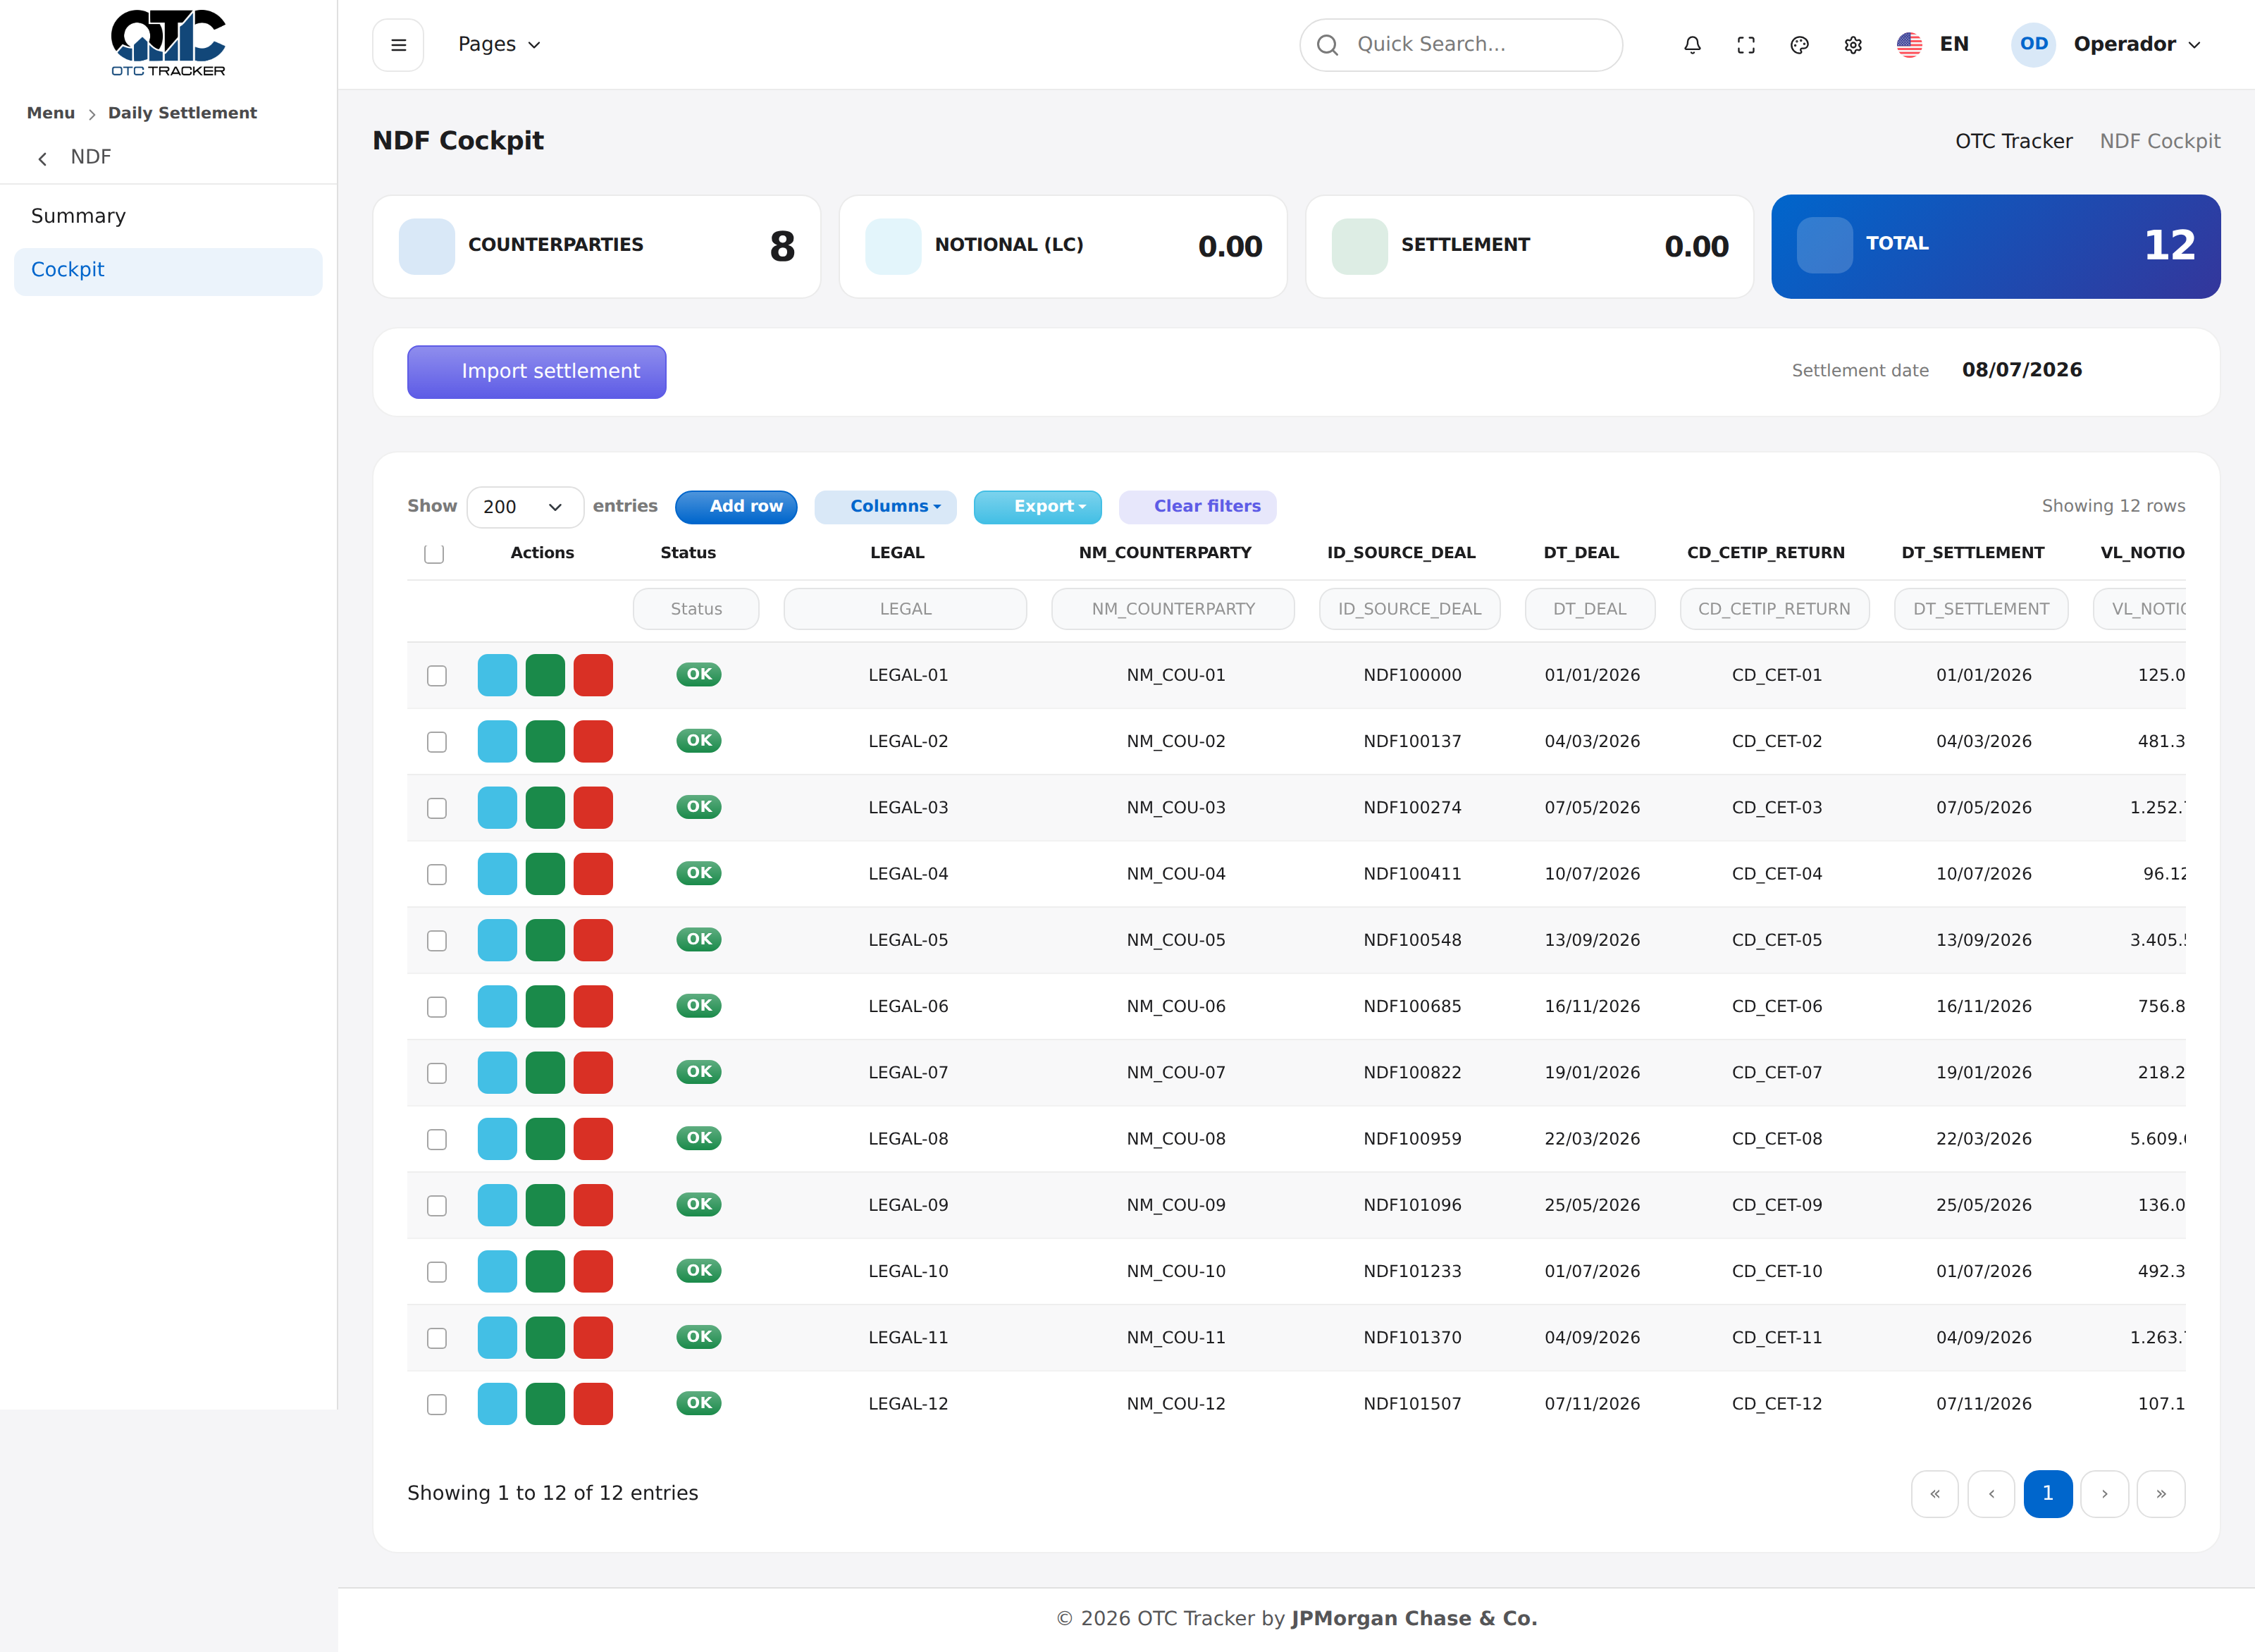 OTC TRACKER
Pages
Quick Search...
EN
OD
Operador
Menu > Daily Settlement
NDF
Summary
Cockpit
NDF Cockpit
OTC Tracker NDF Cockpit
COUNTERPARTIES 8
NOTIONAL (LC) 0.00
SETTLEMENT 0.00
TOTAL 12
Import settlement
Settlement date 08/07/2026
Show 200 entries Add row Columns Export Clear filters Showing 12 rows
Actions Status LEGAL NM_COUNTERPARTY ID_SOURCE_DEAL DT_DEAL CD_CETIP_RETURN DT_SETTLEMENT VL_NOTIO
Status LEGAL NM_COUNTERPARTY ID_SOURCE_DEAL DT_DEAL CD_CETIP_RETURN DT_SETTLEMENT VL_NOTIO
OK LEGAL-01 NM_COU-01 NDF100000 01/01/2026 CD_CET-01 01/01/2026 125.0
OK LEGAL-02 NM_COU-02 NDF100137 04/03/2026 CD_CET-02 04/03/2026 481.3
OK LEGAL-03 NM_COU-03 NDF100274 07/05/2026 CD_CET-03 07/05/2026 1.252.
OK LEGAL-04 NM_COU-04 NDF100411 10/07/2026 CD_CET-04 10/07/2026 96.12
OK LEGAL-05 NM_COU-05 NDF100548 13/09/2026 CD_CET-05 13/09/2026 3.405.
OK LEGAL-06 NM_COU-06 NDF100685 16/11/2026 CD_CET-06 16/11/2026 756.8
OK LEGAL-07 NM_COU-07 NDF100822 19/01/2026 CD_CET-07 19/01/2026 218.2
OK LEGAL-08 NM_COU-08 NDF100959 22/03/2026 CD_CET-08 22/03/2026 5.609.
OK LEGAL-09 NM_COU-09 NDF101096 25/05/2026 CD_CET-09 25/05/2026 136.0
OK LEGAL-10 NM_COU-10 NDF101233 01/07/2026 CD_CET-10 01/07/2026 492.3
OK LEGAL-11 NM_COU-11 NDF101370 04/09/2026 CD_CET-11 04/09/2026 1.263.
OK LEGAL-12 NM_COU-12 NDF101507 07/11/2026 CD_CET-12 07/11/2026 107.1
Showing 1 to 12 of 12 entries
« ‹ 1 › »
© 2026 OTC Tracker by JPMorgan Chase & Co.